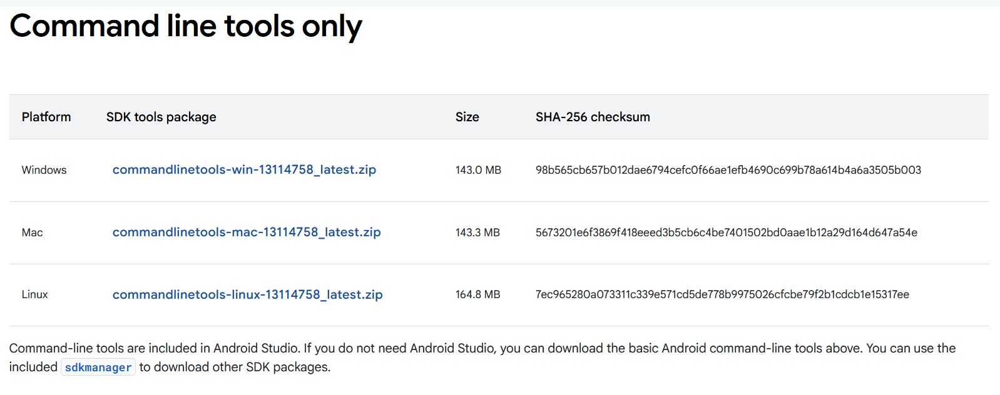 Command line tools only
Platform SDK tools package Size SHA-256 checksum
Windows commandlinetools-win-13114758_latest.zip 143.0 MB 98b565cb657b012dae6794cefc0f66ae1efb4690c699b78a614b4a6a3505b003
Mac commandlinetools-mac-13114758_latest.zip 143.3 MB 5673201e6f3869f418eeed3b5cb6c4be7401502bd0aae1b12a29d164d647a54e
Linux commandlinetools-linux-13114758_latest.zip 164.8 MB 7ec965280a073311c339e571cd5de778b9975026cfcbe79f2b1cdcb1e15317ee
Command-line tools are included in Android Studio. If you do not need Android Studio, you can download the basic Android command-line tools above. You can use the
included sdkmanager to download other SDK packages.